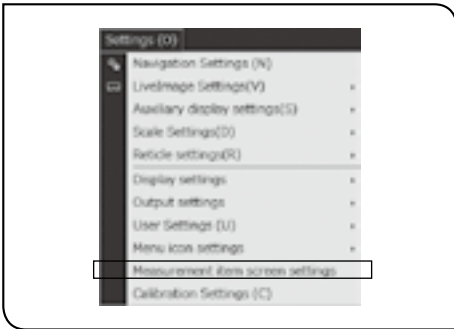 Settings (O)
Navigation Settings (N)
LiveImage Settings(V)
Auxiliary display settings(S)
Scale Settings(D)
Reticle settings(R)
Display settings
Output settings
User Settings (U)
Menu icon settings
Measurement item screen settings
Calibration Settings (C)